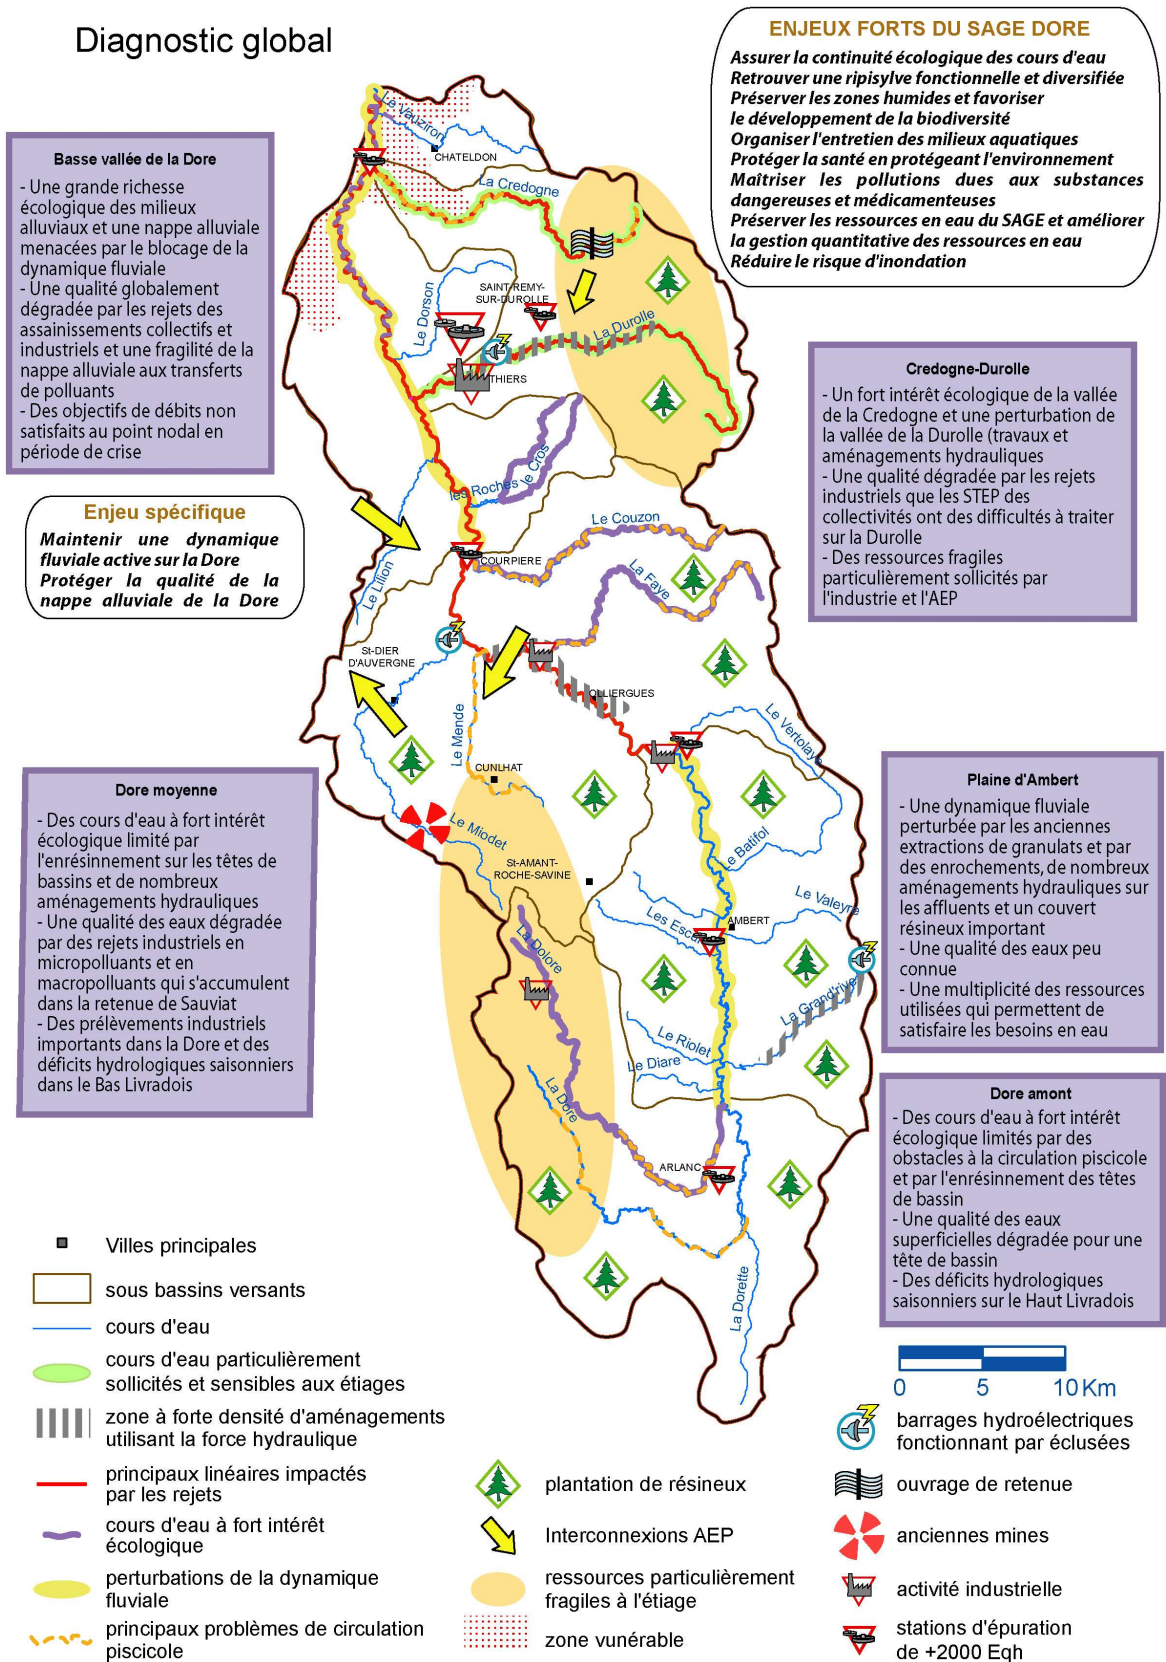 Diagnostic global
ENJEUX FORTS DU SAGE DORE
Assurer la continuité écologique des cours d'eau
Retrouver une ripisylve fonctionnelle et diversifiée
Préserver les zones humides et favoriser
le développement de la biodiversité
Organiser l'entretien des milieux aquatiques
Protéger la santé en protégeant l'environnement
Maîtriser les pollutions dues aux substances
dangereuses et médicamenteuses
Préserver les ressources en eau du SAGE et améliorer
la gestion quantitative des ressources en eau
Réduire le risque d'inondation
Basse vallée de la Dore
- Une grande richesse
écologique des milieux
alluviaux et une nappe alluviale
menacées par le blocage de la
dynamique fluviale
- Une qualité globalement
dégradée par les rejets des
assainissements collectifs et
industriels et une fragilité de la
nappe alluviale aux transferts
de polluants
- Des objectifs de débits non
satisfaits au point nodal en
période de crise
Enjeu spécifique
Maintenir une dynamique
fluviale active sur la Dore
Protéger la qualité de la
nappe alluviale de la Dore
Credogne-Durolle
- Un fort intérêt écologique de la vallée
de la Credogne et une perturbation de
la vallée de la Durolle (travaux et
aménagements hydrauliques
- Une qualité dégradée par les rejets
industriels que les STEP des
collectivités ont des difficultés à traiter
sur la Durolle
- Des ressources fragiles
particulièrement sollicités par
l'industrie et l'AEP
Dore moyenne
- Des cours d'eau à fort intérêt
écologique limité par
l'enrésinnement sur les têtes de
bassins et de nombreux
aménagements hydrauliques
- Une qualité des eaux dégradée
par des rejets industriels en
micropolluants et en
macropolluants qui s'accumulent
dans la retenue de Sauviat
- Des prélèvements industriels
importants dans la Dore et des
déficits hydrologiques saisonniers
dans le Bas Livradois
Plaine d'Ambert
- Une dynamique fluviale
perturbée par les anciennes
extractions de granulats et par
des enrochements, de nombreux
aménagements hydrauliques sur
les affluents et un couvert
résineux important
- Une qualité des eaux peu
connue
- Une multiplicité des ressources
utilisées qui permettent de
satisfaire les besoins en eau
Dore amont
- Des cours d'eau à fort intérêt
écologique limités par des
obstacles à la circulation piscicole
et par l'enrésinnement des têtes
de bassin
- Une qualité des eaux
superficielles dégradée pour une
tête de bassin
- Des déficits hydrologiques
saisonniers sur le Haut Livradois
Le Vauziron
CHATELDON
La Credogne
SAINT-REMY-
SUR-DUROLLE
Le Dorson
La Durolle
THIERS
le Cros
les Roches
Le Couzon
COURPIERE
La Faye
Le Lilion
St-DIER
D'AUVERGNE
OLLIERGUES
Le Mende
Le Vertolaye
CUNLHAT
Le Miodet
Le Batifol
St-AMANT-
ROCHE-SAVINE
Le Valeyre
Les Escur
AMBERT
La Dolore
La Grand'rive
Le Riolet
Le Diare
La Dore
ARLANC
La Dorette
Villes principales
sous bassins versants
cours d'eau
cours d'eau particulièrement
sollicités et sensibles aux étiages
zone à forte densité d'aménagements
utilisant la force hydraulique
principaux linéaires impactés
par les rejets
cours d'eau à fort intérêt
écologique
perturbations de la dynamique
fluviale
principaux problèmes de circulation
piscicole
plantation de résineux
Interconnexions AEP
ressources particulièrement
fragiles à l'étiage
zone vunérable
0 5 10 Km
barrages hydroélectriques
fonctionnant par éclusées
ouvrage de retenue
anciennes mines
activité industrielle
stations d'épuration
de +2000 Eqh